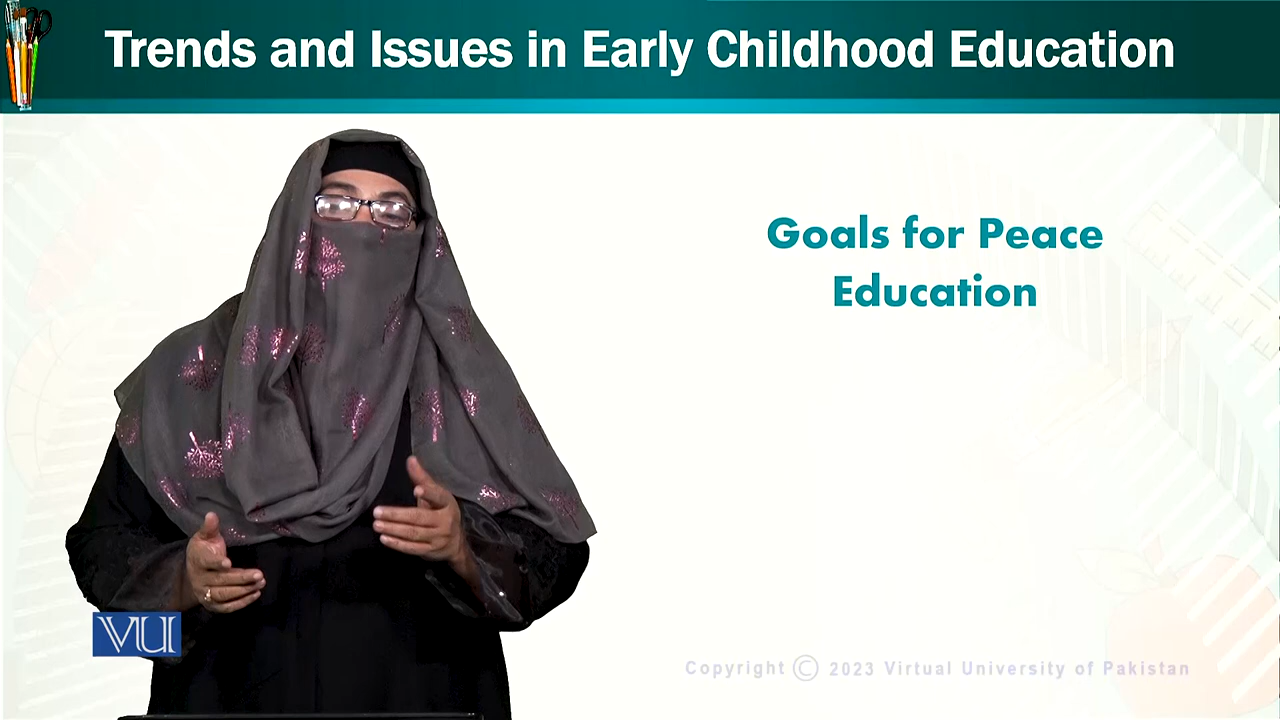 Trends and Issues in Early Childhood Education
Goals for Peace
Education
VU
Copyright © 2023 Virtual University of Pakistan